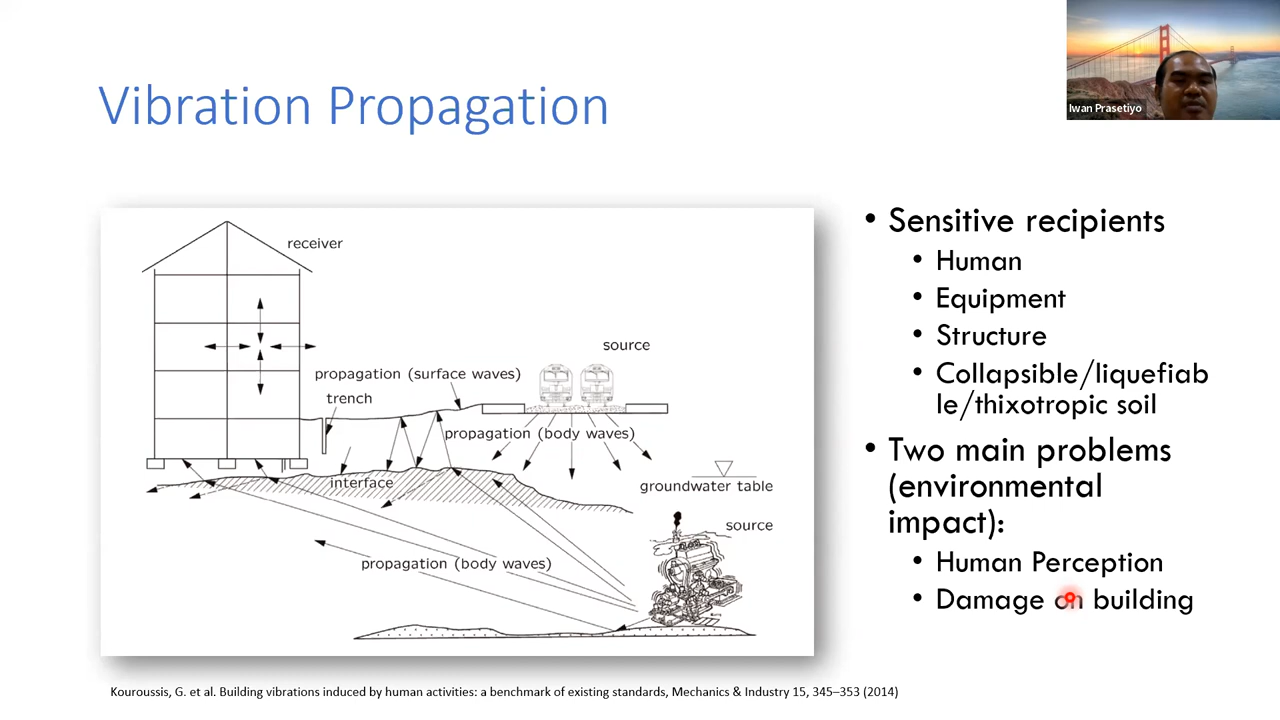 Iwan Prasetiyo
Vibration Propagation
receiver
source
propagation (surface waves)
trench
propagation (body waves)
interface
groundwater table
source
propagation (body waves)
• Sensitive recipients
• Human
• Equipment
• Structure
• Collapsible/liquefiab
le/thixotropic soil
• Two main problems
(environmental
impact):
• Human Perception
• Damage on building
Kouroussis, G. et al. Building vibrations induced by human activities: a benchmark of existing standards, Mechanics & Industry 15, 345–353 (2014)